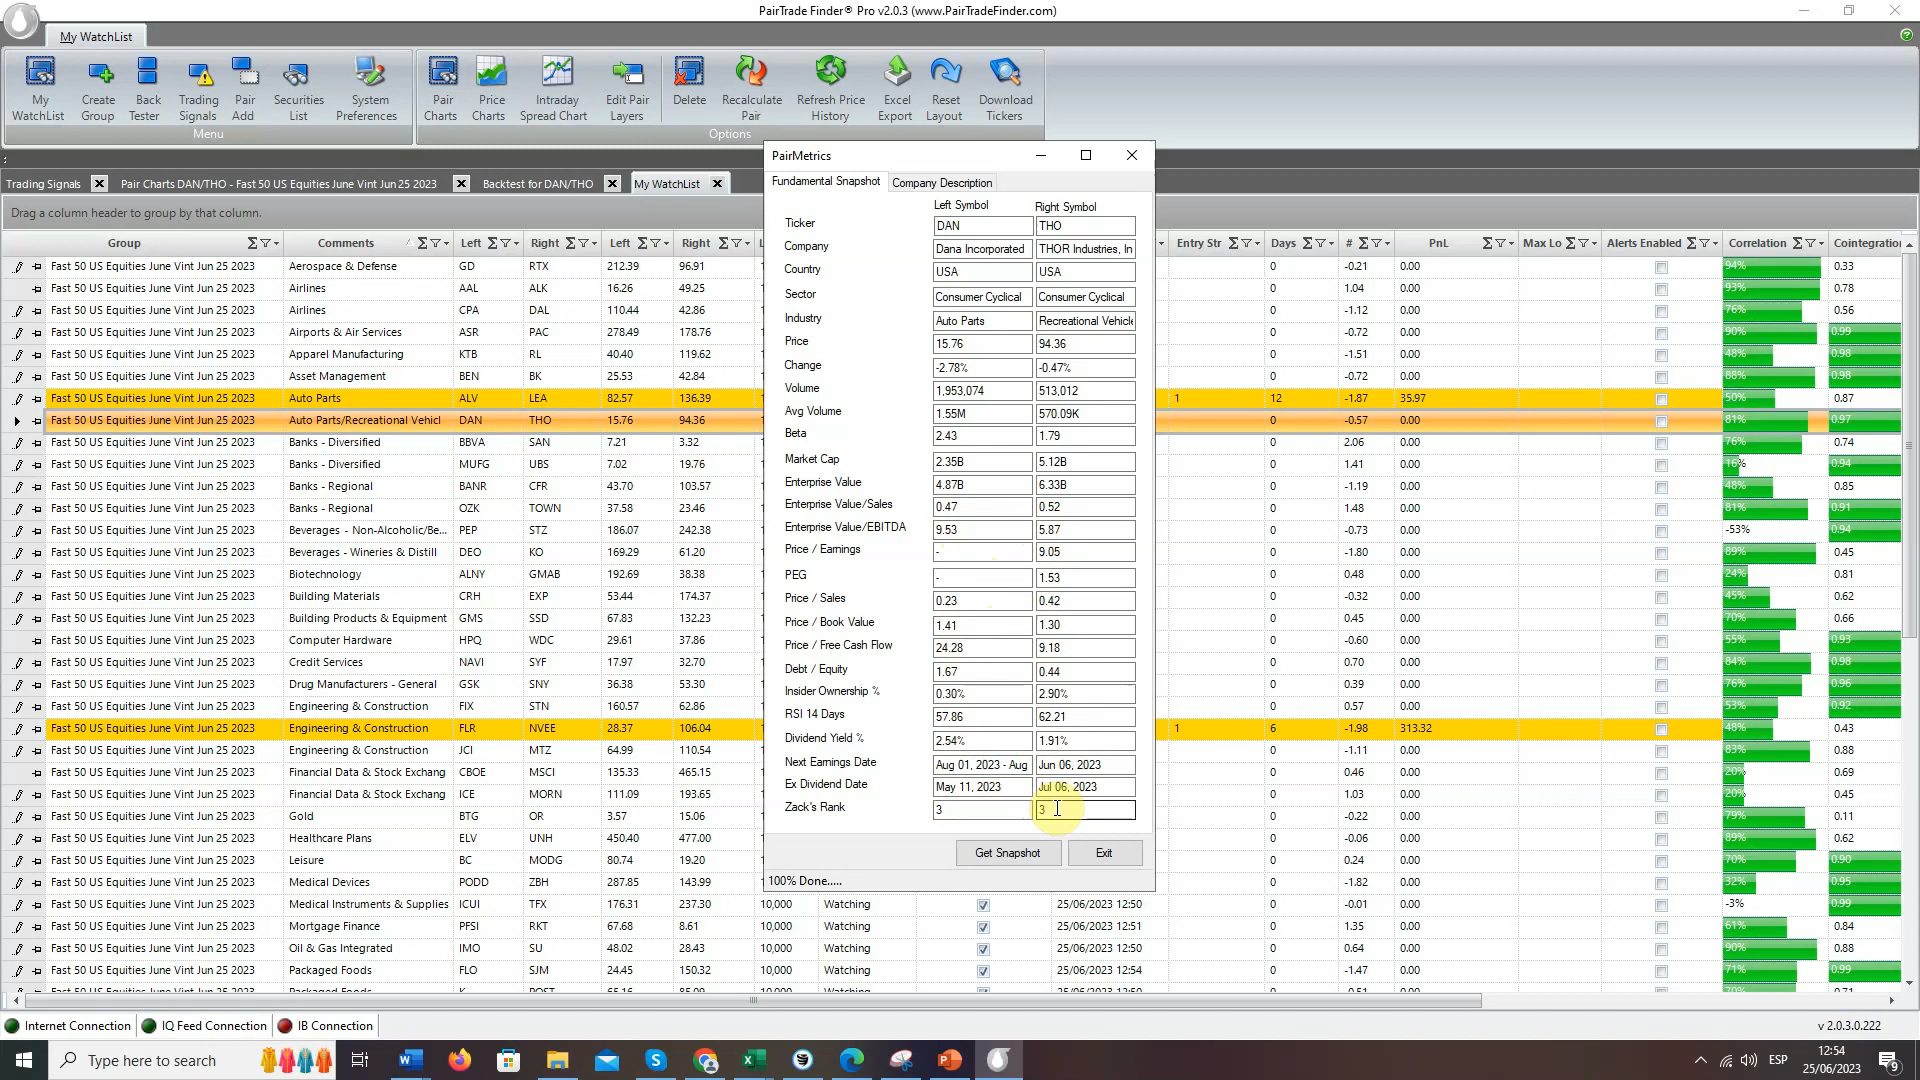 PairTrade Finder® Pro v2.0.3 (www.PairTradeFinder.com)
My WatchList
My WatchList
Create Group
Back Tester
Trading Signals
Pair Add
Securities List
System Preferences
Pair Charts
Price Charts
Intraday Spread Chart
Edit Pair Layers
Delete
Recalculate Pair
Refresh Price History
Excel Export
Reset Layout
Download Tickers
Menu
Options
Trading Signals
Pair Charts DAN/THO - Fast 50 US Equities June Vint Jun 25 2023
Backtest for DAN/THO
My WatchList
Drag a column header to group by that column.
Group Comments Left Right Left Right Entry Str Days # PnL Max Lo Alerts Enabled Correlation Cointegration
Fast 50 US Equities June Vint Jun 25 2023 Aerospace & Defense GD RTX 212.39 96.91 0 -0.21 0.00 94% 0.33
Fast 50 US Equities June Vint Jun 25 2023 Airlines AAL ALK 16.26 49.25 0 1.04 0.00 93% 0.78
Fast 50 US Equities June Vint Jun 25 2023 Airlines CPA DAL 110.44 42.86 0 -1.12 0.00 76% 0.56
Fast 50 US Equities June Vint Jun 25 2023 Airports & Air Services ASR PAC 278.49 178.76 0 -0.72 0.00 90% 0.99
Fast 50 US Equities June Vint Jun 25 2023 Apparel Manufacturing KTB RL 40.40 119.62 0 -1.51 0.00 48% 0.98
Fast 50 US Equities June Vint Jun 25 2023 Asset Management BEN BK 25.53 42.84 0 -0.72 0.00 88% 0.98
Fast 50 US Equities June Vint Jun 25 2023 Auto Parts ALV LEA 82.57 136.39 1 12 -1.87 35.97 50% 0.87
Fast 50 US Equities June Vint Jun 25 2023 Auto Parts/Recreational Vehicl DAN THO 15.76 94.36 0 -0.57 0.00 81% 0.97
Fast 50 US Equities June Vint Jun 25 2023 Banks - Diversified BBVA SAN 7.21 3.32 0 2.06 0.00 76% 0.74
Fast 50 US Equities June Vint Jun 25 2023 Banks - Diversified MUFG UBS 7.02 19.76 0 1.41 0.00 16% 0.94
Fast 50 US Equities June Vint Jun 25 2023 Banks - Regional BANR CFR 43.70 103.57 0 -1.19 0.00 48% 0.85
Fast 50 US Equities June Vint Jun 25 2023 Banks - Regional OZK TOWN 37.58 23.46 0 1.48 0.00 81% 0.91
Fast 50 US Equities June Vint Jun 25 2023 Beverages - Non-Alcoholic/Be... PEP STZ 186.07 242.38 0 -0.73 0.00 -53% 0.94
Fast 50 US Equities June Vint Jun 25 2023 Beverages - Wineries & Distill DEO KO 169.29 61.20 0 -1.80 0.00 89% 0.45
Fast 50 US Equities June Vint Jun 25 2023 Biotechnology ALNY GMAB 192.69 38.38 0 0.48 0.00 24% 0.81
Fast 50 US Equities June Vint Jun 25 2023 Building Materials CRH EXP 53.44 174.37 0 -0.32 0.00 45% 0.62
Fast 50 US Equities June Vint Jun 25 2023 Building Products & Equipment GMS SSD 67.83 132.23 0 0.45 0.00 70% 0.66
Fast 50 US Equities June Vint Jun 25 2023 Computer Hardware HPQ WDC 29.61 37.86 0 -0.60 0.00 55% 0.93
Fast 50 US Equities June Vint Jun 25 2023 Credit Services NAVI SYF 17.97 32.70 0 0.70 0.00 84% 0.98
Fast 50 US Equities June Vint Jun 25 2023 Drug Manufacturers - General GSK SNY 36.38 53.30 0 0.39 0.00 76% 0.96
Fast 50 US Equities June Vint Jun 25 2023 Engineering & Construction FIX STN 160.57 62.86 0 0.57 0.00 53% 0.92
Fast 50 US Equities June Vint Jun 25 2023 Engineering & Construction FLR NVEE 28.37 106.04 1 6 -1.98 313.32 48% 0.43
Fast 50 US Equities June Vint Jun 25 2023 Engineering & Construction JCI MTZ 64.99 110.54 0 -1.11 0.00 83% 0.88
Fast 50 US Equities June Vint Jun 25 2023 Financial Data & Stock Exchang CBOE MSCI 135.33 465.15 0 0.46 0.00 20% 0.69
Fast 50 US Equities June Vint Jun 25 2023 Financial Data & Stock Exchang ICE MORN 111.09 193.65 0 1.03 0.00 20% 0.45
Fast 50 US Equities June Vint Jun 25 2023 Gold BTG OR 3.57 15.06 0 -0.22 0.00 79% 0.11
Fast 50 US Equities June Vint Jun 25 2023 Healthcare Plans ELV UNH 450.40 477.00 0 -0.06 0.00 89% 0.62
Fast 50 US Equities June Vint Jun 25 2023 Leisure BC MODG 80.74 19.20 0 0.24 0.00 70% 0.90
Fast 50 US Equities June Vint Jun 25 2023 Medical Devices PODD ZBH 287.85 143.99 0 -1.82 0.00 32% 0.95
Fast 50 US Equities June Vint Jun 25 2023 Medical Instruments & Supplies ICUI TFX 176.31 237.30 10,000 Watching 25/06/2023 12:50 0 -0.01 0.00 -3% 0.99
Fast 50 US Equities June Vint Jun 25 2023 Mortgage Finance PFSI RKT 67.68 8.61 10,000 Watching 25/06/2023 12:51 0 1.35 0.00 61% 0.84
Fast 50 US Equities June Vint Jun 25 2023 Oil & Gas Integrated IMO SU 48.02 28.43 10,000 Watching 25/06/2023 12:50 0 0.64 0.00 90% 0.88
Fast 50 US Equities June Vint Jun 25 2023 Packaged Foods FLO SJM 24.45 150.32 10,000 Watching 25/06/2023 12:54 0 -1.47 0.00 71% 0.99
PairMetrics
Fundamental Snapshot Company Description
Left Symbol Right Symbol
Ticker DAN THO
Company Dana Incorporated THOR Industries, In
Country USA USA
Sector Consumer Cyclical Consumer Cyclical
Industry Auto Parts Recreational Vehicle
Price 15.76 94.36
Change -2.78% -0.47%
Volume 1,953,074 513,012
Avg Volume 1.55M 570.09K
Beta 2.43 1.79
Market Cap 2.35B 5.12B
Enterprise Value 4.87B 6.33B
Enterprise Value/Sales 0.47 0.52
Enterprise Value/EBITDA 9.53 5.87
Price / Earnings - 9.05
PEG - 1.53
Price / Sales 0.23 0.42
Price / Book Value 1.41 1.30
Price / Free Cash Flow 24.28 9.18
Debt / Equity 1.67 0.44
Insider Ownership % 0.30% 2.90%
RSI 14 Days 57.86 62.21
Dividend Yield % 2.54% 1.91%
Next Earnings Date Aug 01, 2023 - Aug Jun 06, 2023
Ex Dividend Date May 11, 2023 Jul 06, 2023
Zack's Rank 3 3
Get Snapshot Exit
100% Done.....
Internet Connection IQ Feed Connection IB Connection v 2.0.3.0.222
Type here to search
ESP
12:54
25/06/2023
9